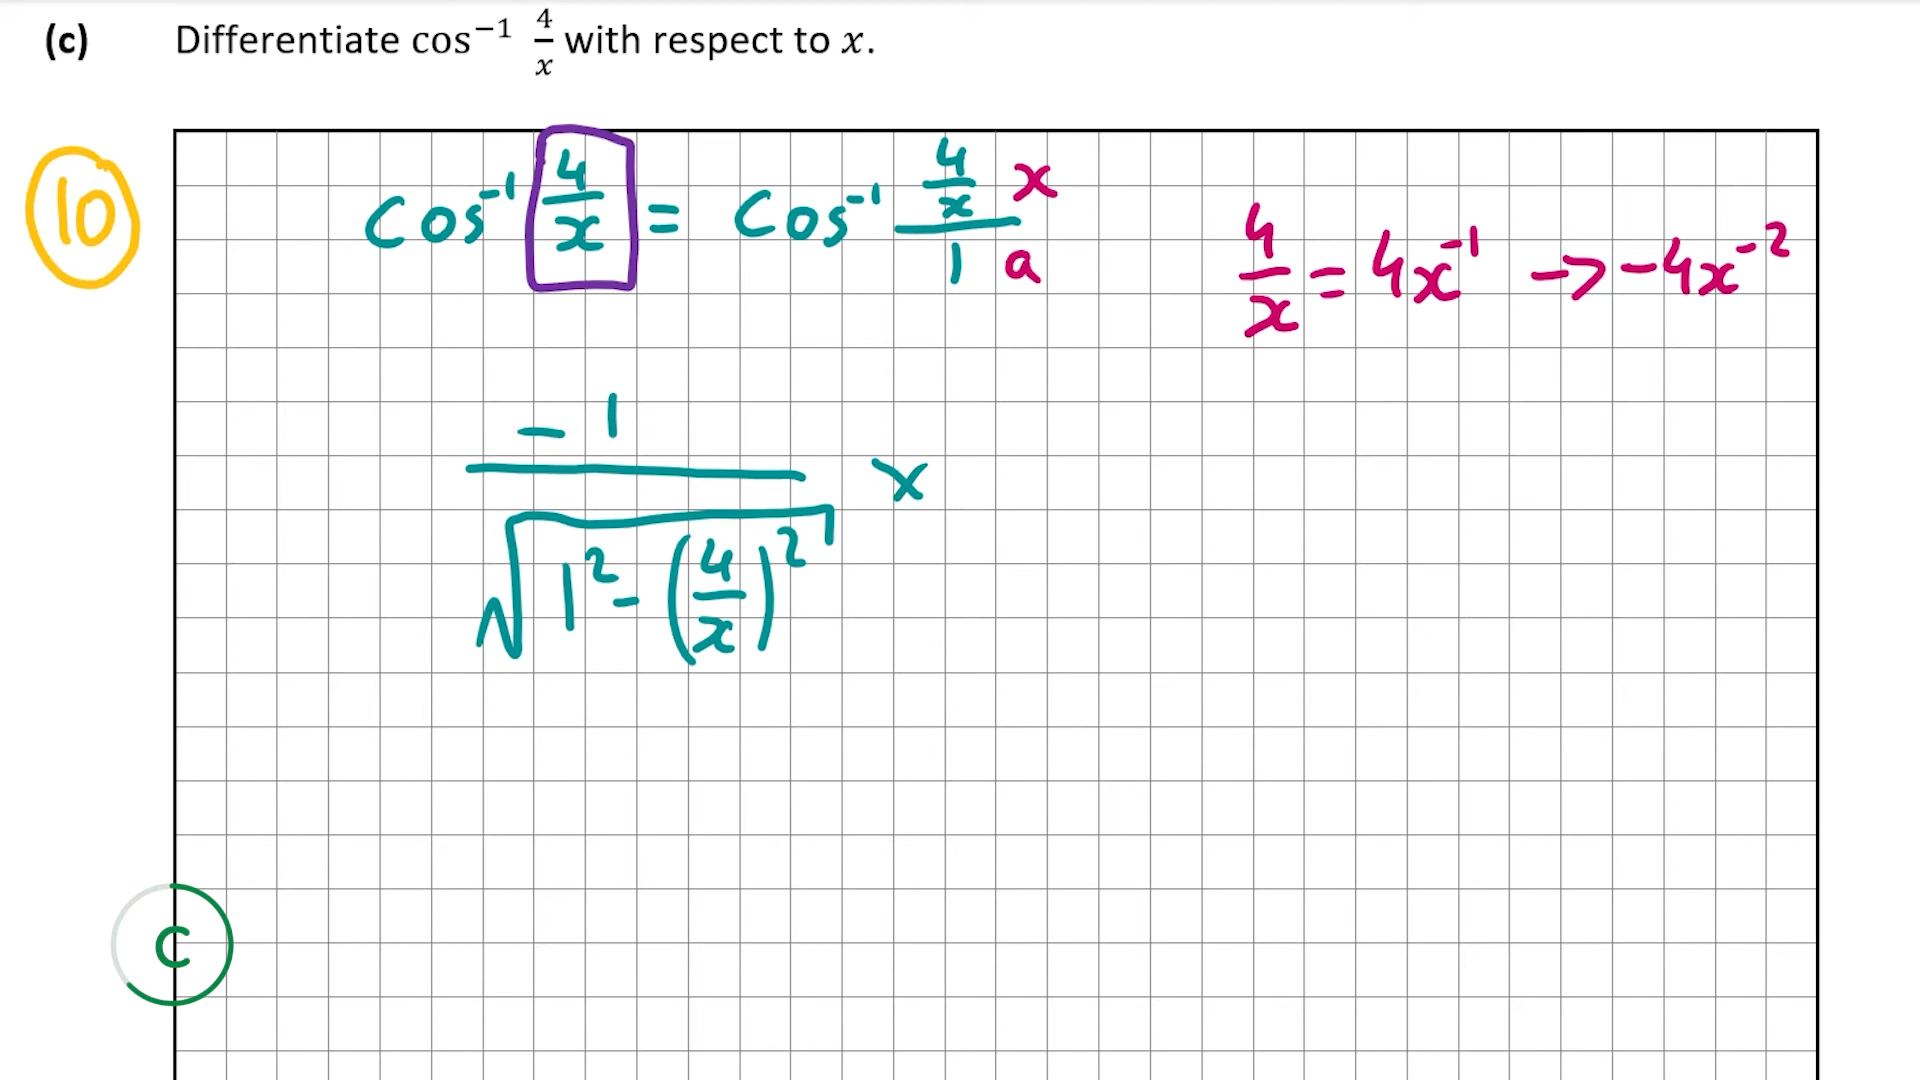 (c) Differentiate cos⁻¹ 4/x with respect to x.
10
cos⁻¹ 4/x = cos⁻¹ (4/x)/1 x a
4/x = 4x⁻¹ → -4x⁻²
-1/√(1² - (4/x)²) x
C